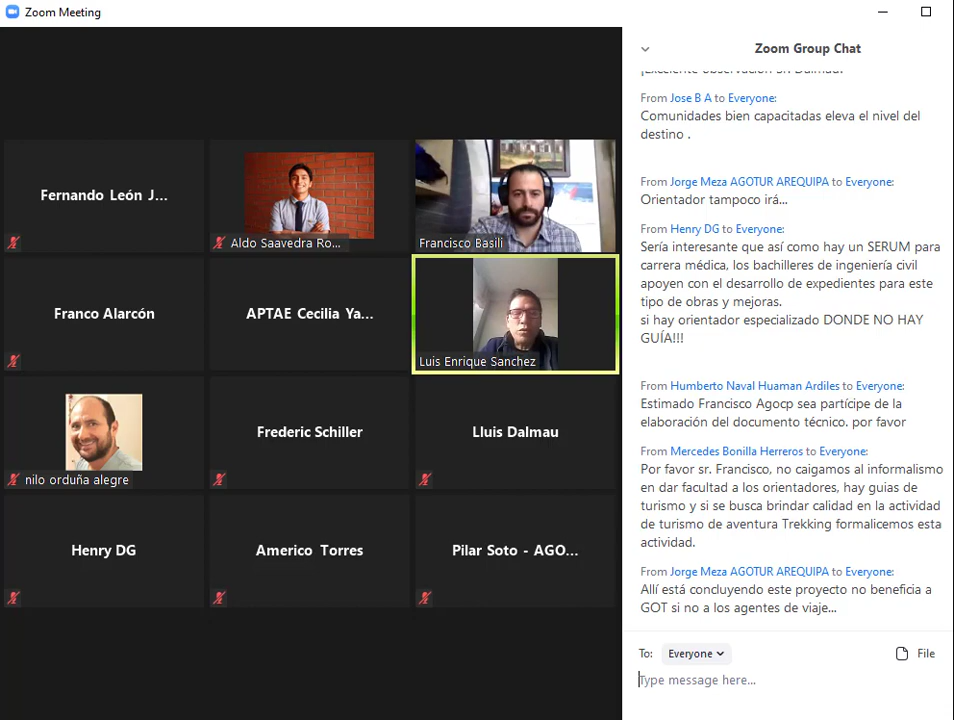 Zoom Meeting
Fernando León J...
Aldo Saavedra Ro...
Francisco Basili
Franco Alarcón
APTAE Cecilia Ya...
Luis Enrique Sanchez
nilo orduña alegre
Frederic Schiller
Lluis Dalmau
Henry DG
Americo Torres
Pilar Soto - AGO...
Zoom Group Chat
¡Excelente observación Sr. Dalmau!
From Jose B A to Everyone:
Comunidades bien capacitadas eleva el nivel del
destino .
From Jorge Meza AGOTUR AREQUIPA to Everyone:
Orientador tampoco irá...
From Henry DG to Everyone:
Sería interesante que así como hay un SERUM para
carrera médica, los bachilleres de ingeniería civil
apoyen con el desarrollo de expedientes para este
tipo de obras y mejoras.
si hay orientador especializado DONDE NO HAY
GUÍA!!!
From Humberto Naval Huaman Ardiles to Everyone:
Estimado Francisco Agocp sea partícipe de la
elaboración del documento técnico. por favor
From Mercedes Bonilla Herreros to Everyone:
Por favor sr. Francisco, no caigamos al informalismo
en dar facultad a los orientadores, hay guias de
turismo y si se busca brindar calidad en la actividad
de turismo de aventura Trekking formalicemos esta
actividad.
From Jorge Meza AGOTUR AREQUIPA to Everyone:
Allí está concluyendo este proyecto no beneficia a
GOT si no a los agentes de viaje...
To: Everyone
File
Type message here...